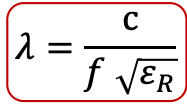 λ = c / (f √ε_R)